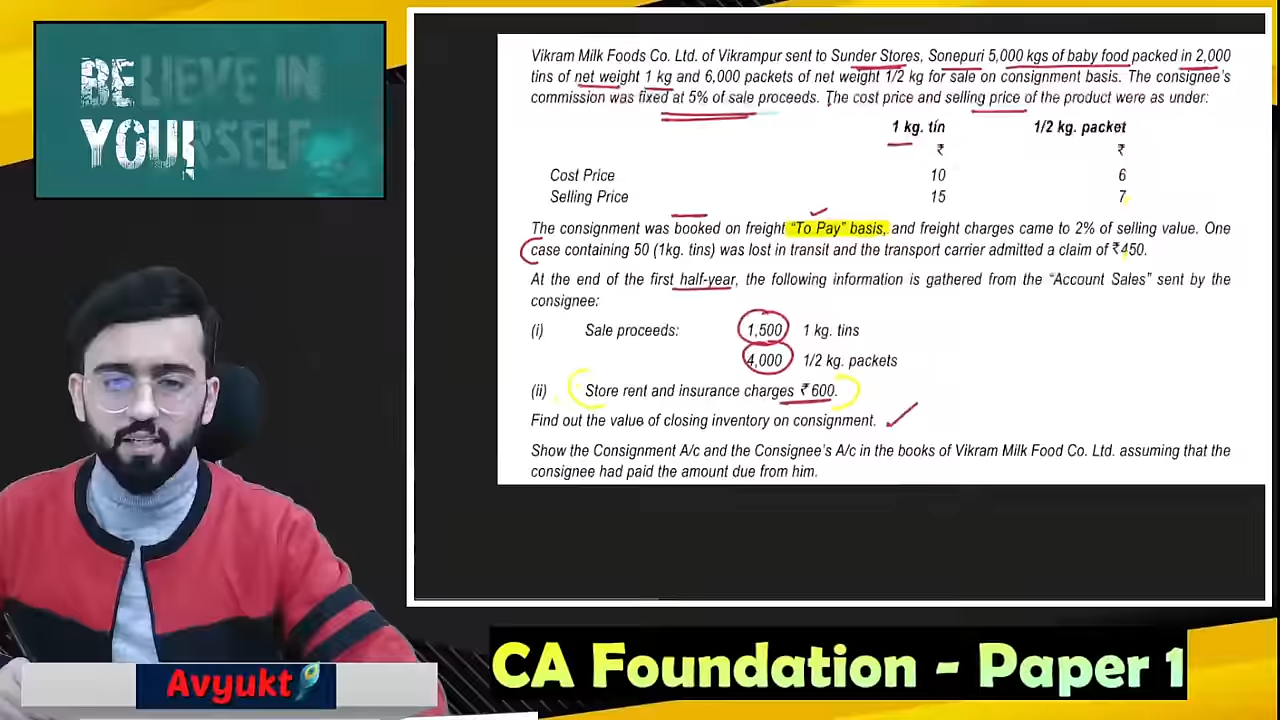 BELIEVE IN
YOURSELF
Vikram Milk Foods Co. Ltd. of Vikrampur sent to Sunder Stores, Sonepuri 5,000 kgs of baby food packed in 2,000
tins of net weight 1 kg and 6,000 packets of net weight 1/2 kg for sale on consignment basis. The consignee's
commission was fixed at 5% of sale proceeds. The cost price and selling price of the product were as under:
1 kg. tin 1/2 kg. packet
₹ ₹
Cost Price 10 6
Selling Price 15 7
The consignment was booked on freight “To Pay” basis, and freight charges came to 2% of selling value. One
case containing 50 (1kg. tins) was lost in transit and the transport carrier admitted a claim of ₹450.
At the end of the first half-year, the following information is gathered from the “Account Sales” sent by the
consignee:
(i) Sale proceeds: 1,500 1 kg. tins
4,000 1/2 kg. packets
(ii) Store rent and insurance charges ₹600.
Find out the value of closing inventory on consignment.
Show the Consignment A/c and the Consignee's A/c in the books of Vikram Milk Food Co. Ltd. assuming that the
consignee had paid the amount due from him.
Avyukt
CA Foundation - Paper 1